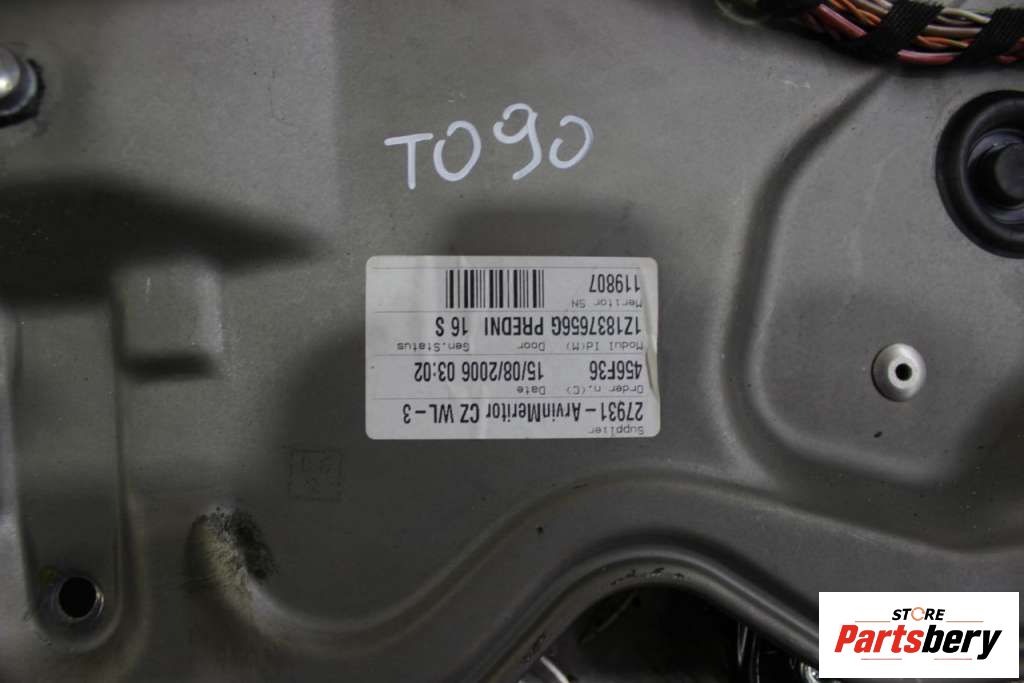 TO90
Supplier
27931-ArvinMeritor CZ WL-3
Order n.(C) Date
456F36 15/08/2006 03:02
Modul Id(M) Door Gen.Status
1Z1837656G PREDNI 16 S
Meritor SN
119807
STORE
Partsbery